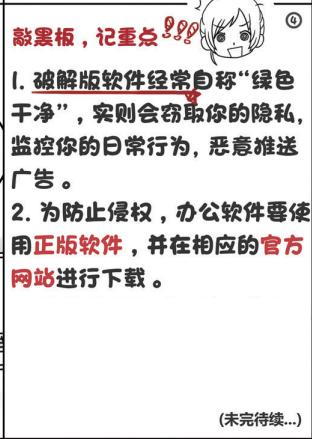 ④
敲黑板，记重点!!!
1. 破解版软件经常自称“绿色
干净”，实则会窃取你的隐私,
监控你的日常行为, 恶意推送
广告。
2. 为防止侵权，办公软件要使
用正版软件，并在相应的官方
网站进行下载。
(未完待续...)